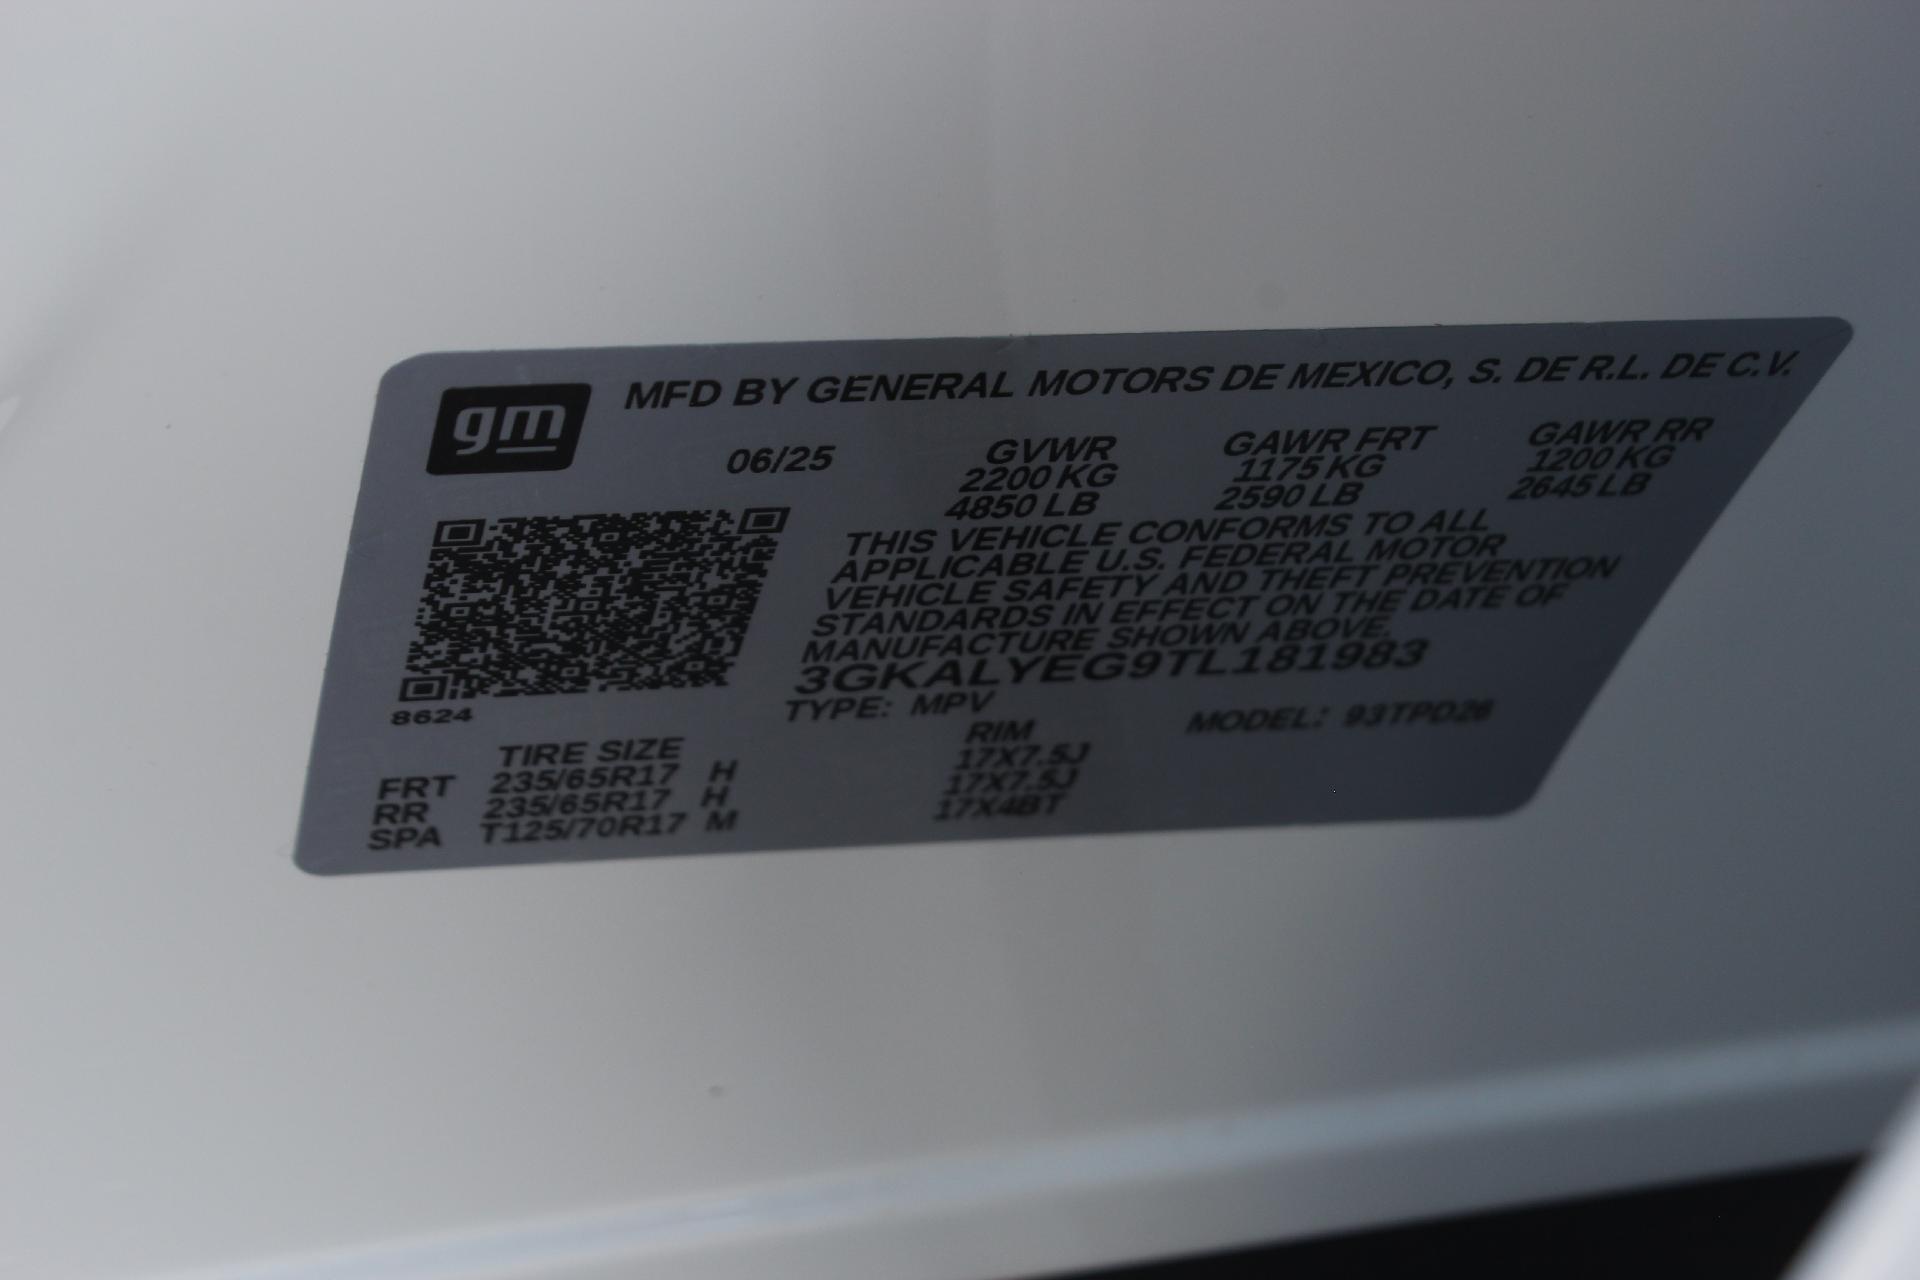 gm MFD BY GENERAL MOTORS DE MEXICO, S. DE R.L. DE C.V.
06/25 GVWR GAWR FRT GAWR RR
2200 KG 1175 KG 1200 KG
4850 LB 2590 LB 2645 LB
THIS VEHICLE CONFORMS TO ALL
APPLICABLE U.S. FEDERAL MOTOR
VEHICLE SAFETY AND THEFT PREVENTION
STANDARDS IN EFFECT ON THE DATE OF
MANUFACTURE SHOWN ABOVE.
3GKALYEG9TL181983
8624 TYPE: MPV MODEL: 93TPD26
TIRE SIZE RIM
FRT 235/65R17 H 17X7.5J
RR 235/65R17 H 17X7.5J
SPA T125/70R17 M 17X4BT